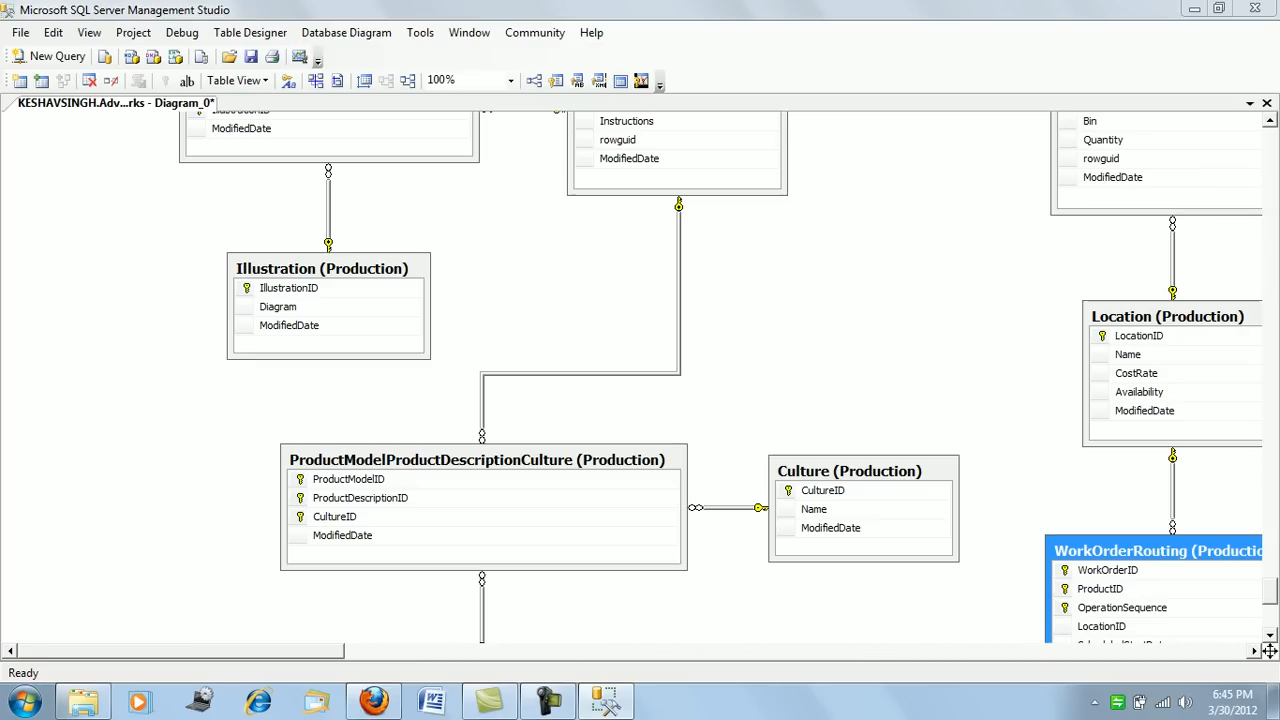 Microsoft SQL Server Management Studio
File Edit View Project Debug Table Designer Database Diagram Tools Window Community Help
New Query
Table View 100%
KESHAVSINGH.Adv...rks - Diagram_0*
IllustrationID
ModifiedDate
Instructions
rowguid
ModifiedDate
Bin
Quantity
rowguid
ModifiedDate
Illustration (Production)
IllustrationID
Diagram
ModifiedDate
Location (Production)
LocationID
Name
CostRate
Availability
ModifiedDate
ProductModelProductDescriptionCulture (Production)
ProductModelID
ProductDescriptionID
CultureID
ModifiedDate
Culture (Production)
CultureID
Name
ModifiedDate
WorkOrderRouting (Productio
WorkOrderID
ProductID
OperationSequence
LocationID
Ready
6:45 PM
3/30/2012